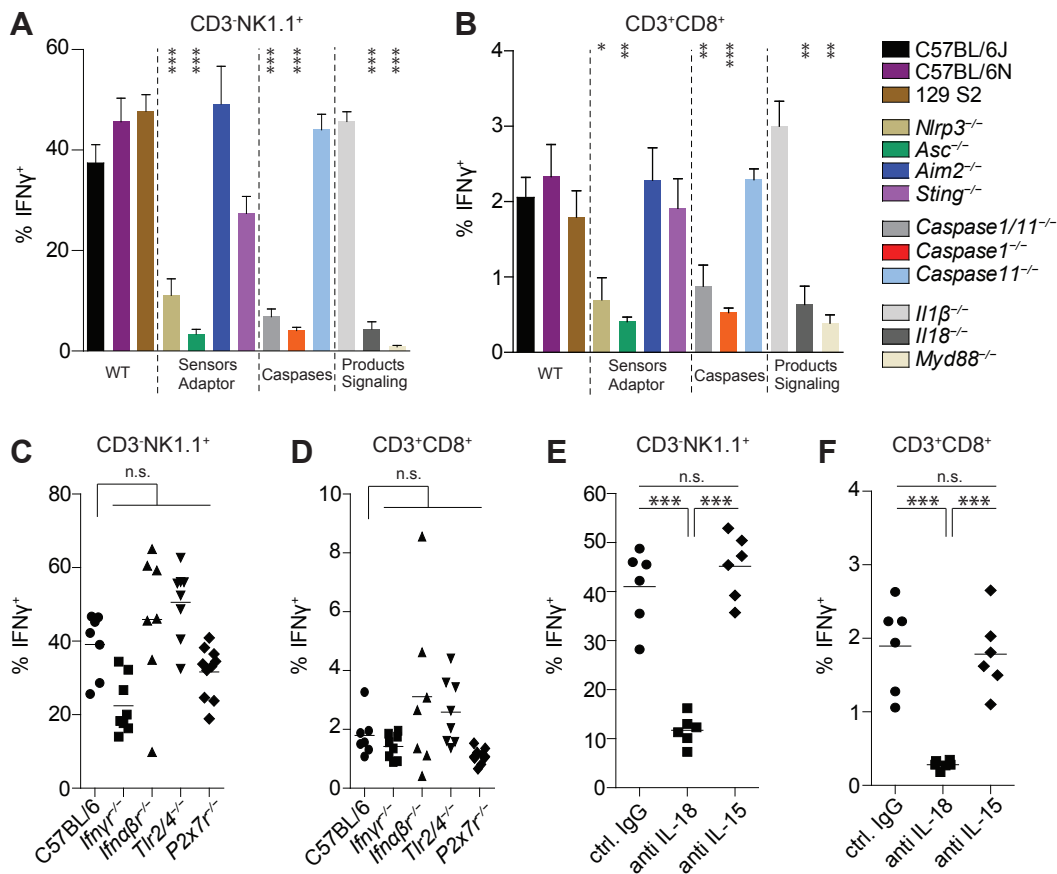 A
CD3⁻NK1.1⁺
*** *** *** *** *** ***
60
40
20
0
% IFNγ⁺
WT
Sensors
Adaptor
Caspases
Products
Signaling
B
CD3⁺CD8⁺
* ** ** *** ** **
4
3
2
1
0
% IFNγ⁺
WT
Sensors
Adaptor
Caspases
Products
Signaling
C57BL/6J
C57BL/6N
129 S2
Nlrp3⁻/⁻
Asc⁻/⁻
Aim2⁻/⁻
Sting⁻/⁻
Caspase1/11⁻/⁻
Caspase1⁻/⁻
Caspase11⁻/⁻
Il1β⁻/⁻
Il18⁻/⁻
Myd88⁻/⁻
C
CD3⁻NK1.1⁺
n.s.
80
60
40
20
0
% IFNγ⁺
C57BL/6
Ifnγr⁻/⁻
Ifnαβr⁻/⁻
Tlr2/4⁻/⁻
P2x7r⁻/⁻
D
CD3⁺CD8⁺
n.s.
10
8
6
4
2
0
% IFNγ⁺
C57BL/6
Ifnγr⁻/⁻
Ifnαβr⁻/⁻
Tlr2/4⁻/⁻
P2x7r⁻/⁻
E
CD3⁻NK1.1⁺
n.s.
*** ***
60
50
40
30
20
10
0
% IFNγ⁺
ctrl. IgG
anti IL-18
anti IL-15
F
CD3⁺CD8⁺
n.s.
*** ***
4
3
2
1
0
% IFNγ⁺
ctrl. IgG
anti IL-18
anti IL-15